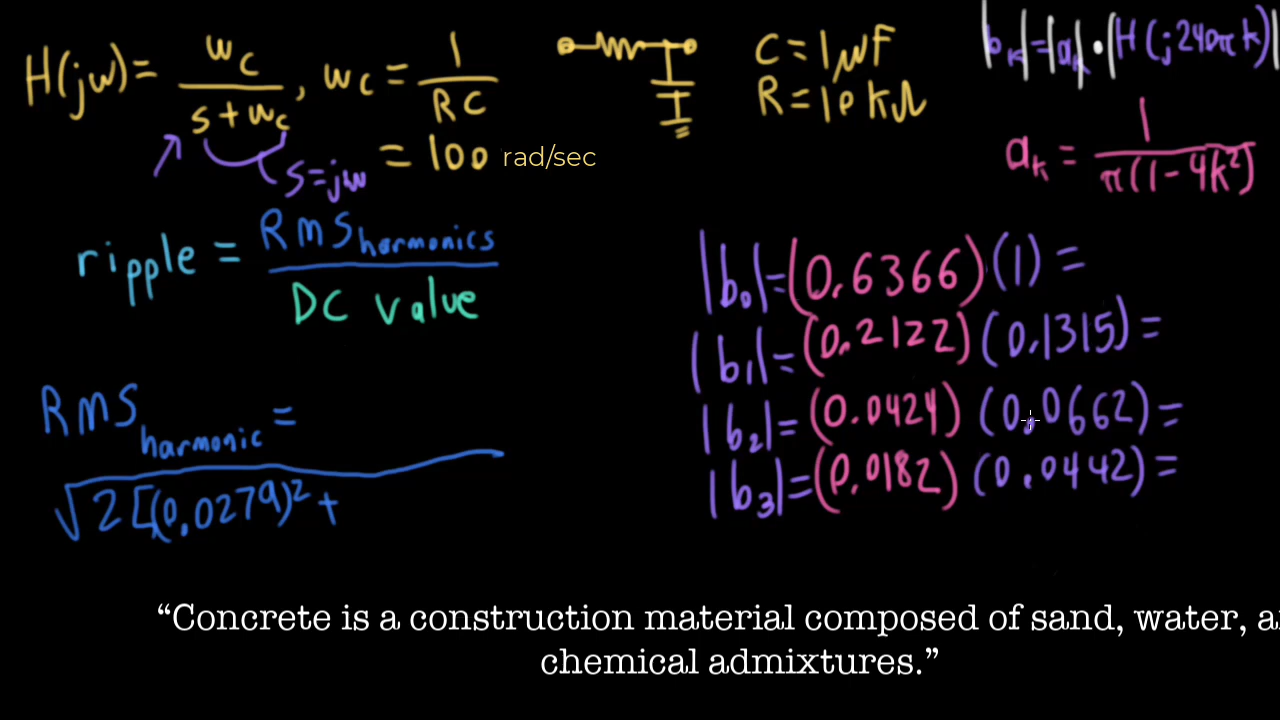 H(jω) = ωc / (s + ωc), ωc = 1 / RC
= 100 rad/sec
s=jω
C = 1μF
R = 10 kΩ
|bk| = |ak| · |H(j240πk)|
ak = 1 / π(1 - 4k²)
ripple = Rms harmonics / DC value
|b0| = (0.6366)(1) =
|b1| = (0.2122)(0.1315) =
|b2| = (0.0424)(0.0662) =
|b3| = (0.0182)(0.0442) =
Rms harmonic =
√2[(0.0279)² +
“Concrete is a construction material composed of sand, water, a
chemical admixtures.”